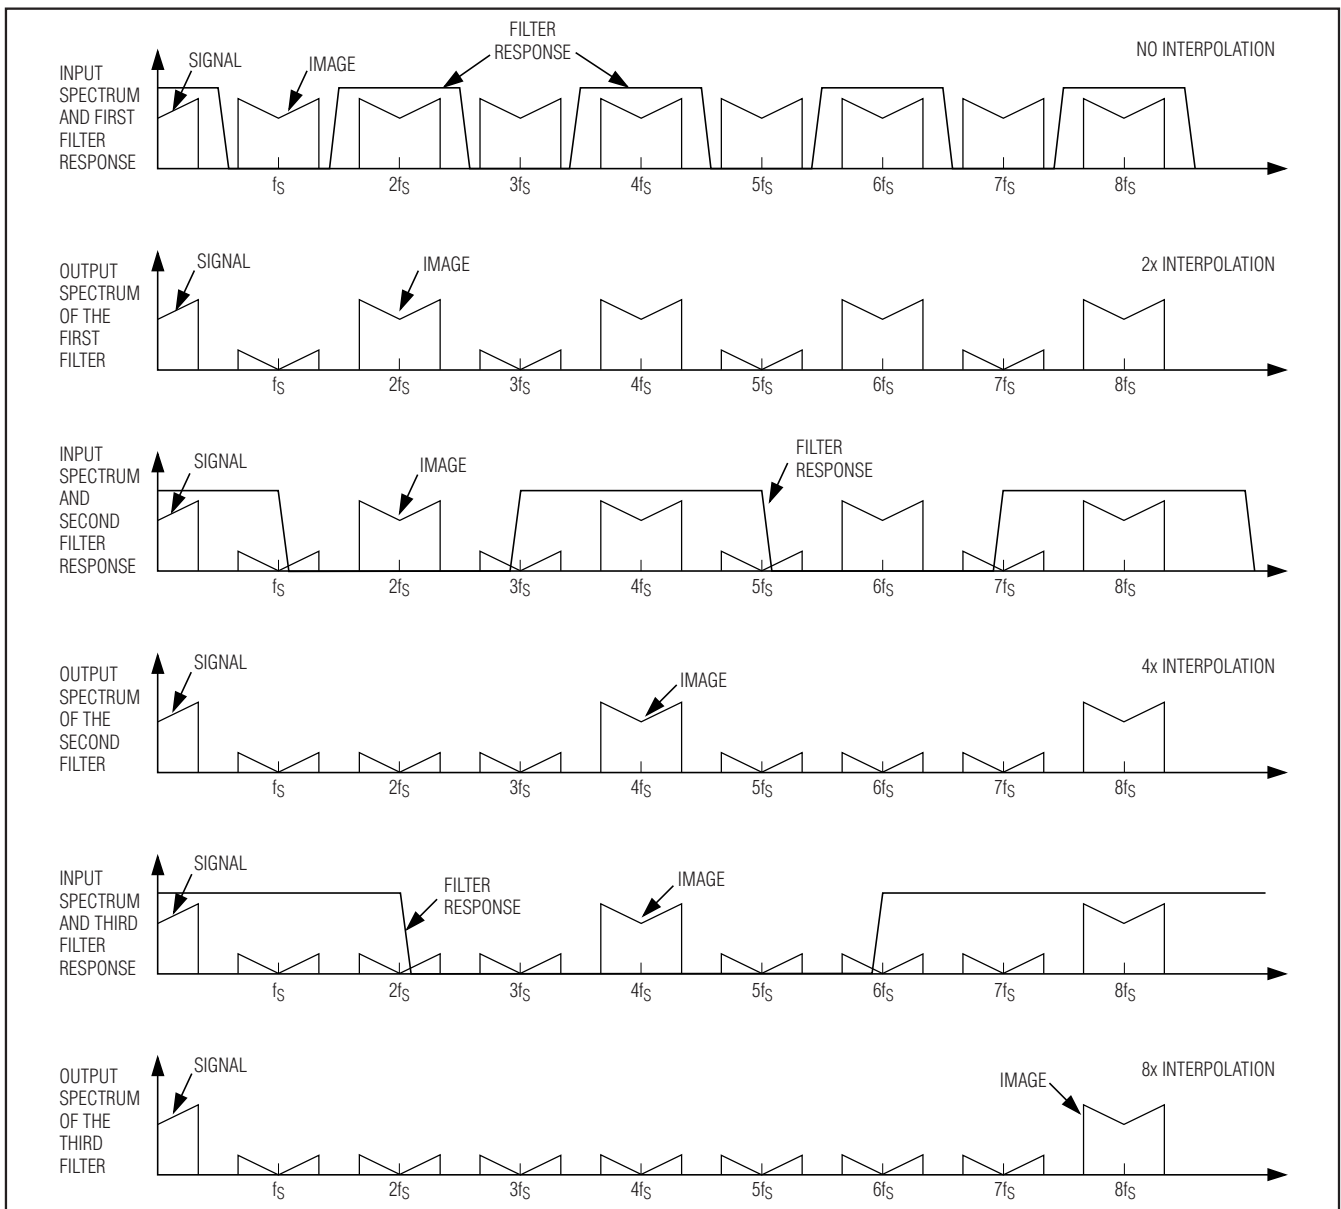 FILTER
RESPONSE
NO INTERPOLATION
SIGNAL
IMAGE
INPUT
SPECTRUM
AND FIRST
FILTER
RESPONSE
fS
2fS
3fS
4fS
5fS
6fS
7fS
8fS
SIGNAL
IMAGE
2x INTERPOLATION
OUTPUT
SPECTRUM
OF THE
FIRST
FILTER
fS
2fS
3fS
4fS
5fS
6fS
7fS
8fS
SIGNAL
IMAGE
FILTER
RESPONSE
INPUT
SPECTRUM
AND
SECOND
FILTER
RESPONSE
fS
2fS
3fS
4fS
5fS
6fS
7fS
8fS
SIGNAL
IMAGE
4x INTERPOLATION
OUTPUT
SPECTRUM
OF THE
SECOND
FILTER
fS
2fS
3fS
4fS
5fS
6fS
7fS
8fS
SIGNAL
FILTER
RESPONSE
IMAGE
INPUT
SPECTRUM
AND THIRD
FILTER
RESPONSE
fS
2fS
3fS
4fS
5fS
6fS
7fS
8fS
SIGNAL
IMAGE
8x INTERPOLATION
OUTPUT
SPECTRUM
OF THE
THIRD
FILTER
fS
2fS
3fS
4fS
5fS
6fS
7fS
8fS